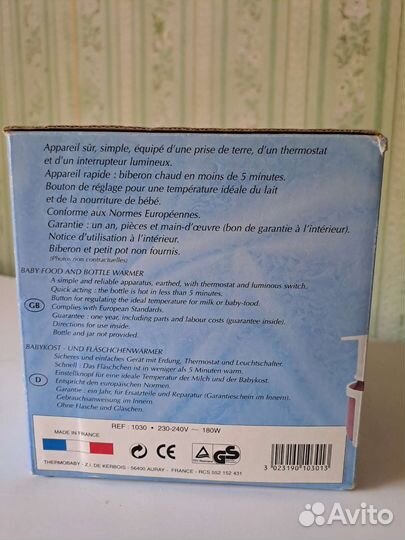 Appareil sûr, simple, équipé d'une prise de terre, d'un thermostat
et d'un interrupteur lumineux.
Appareil rapide : biberon chaud en moins de 5 minutes.
Bouton de réglage pour une température idéale du lait
et de la nourriture de bébé.
Conforme aux Normes Européennes.
Garantie : un an, pièces et main-d'œuvre (bon de garantie à l'intérieur).
Notice d'utilisation à l'intérieur.
Biberon et petit pot non fournis.
(Photos non contractuelles)
BABY-FOOD AND BOTTLE WARMER
A simple and reliable apparatus, earthed, with thermostat and luminous switch.
Quick acting : the bottle is hot in less than 5 minutes.
Button for regulating the ideal temperature for milk or baby-food.
GB Complies with European Standards.
Guarantee : one year, including parts and labour costs (guarantee inside).
Directions for use inside.
Bottle and jar not provided.
BABYKOST - UND FLÄSCHCHENWÄRMER
Sicheres und einfaches Gerät mit Erdung, Thermostat und Leuchtschalter.
Schnell : Das Fläschchen ist in weniger als 5 Minuten warm.
Einstellknopf für eine ideale Temperatur der Milch und der Babykost.
D Entspricht den europäischen Normen.
Garantie : ein Jahr, für Ersatzteile und Reparatur (Garantieschein im Innern).
Gebrauchsanweisung im Innern.
Ohne Flasche und Gläschen.
MADE IN FRANCE
REF : 1030 • 230-240V ~ 180W
CE GS
THERMOBABY - Z.I. DE KERBOIS - 56400 AURAY - FRANCE - RCS 552 152 431
3 023190 103013
Avito